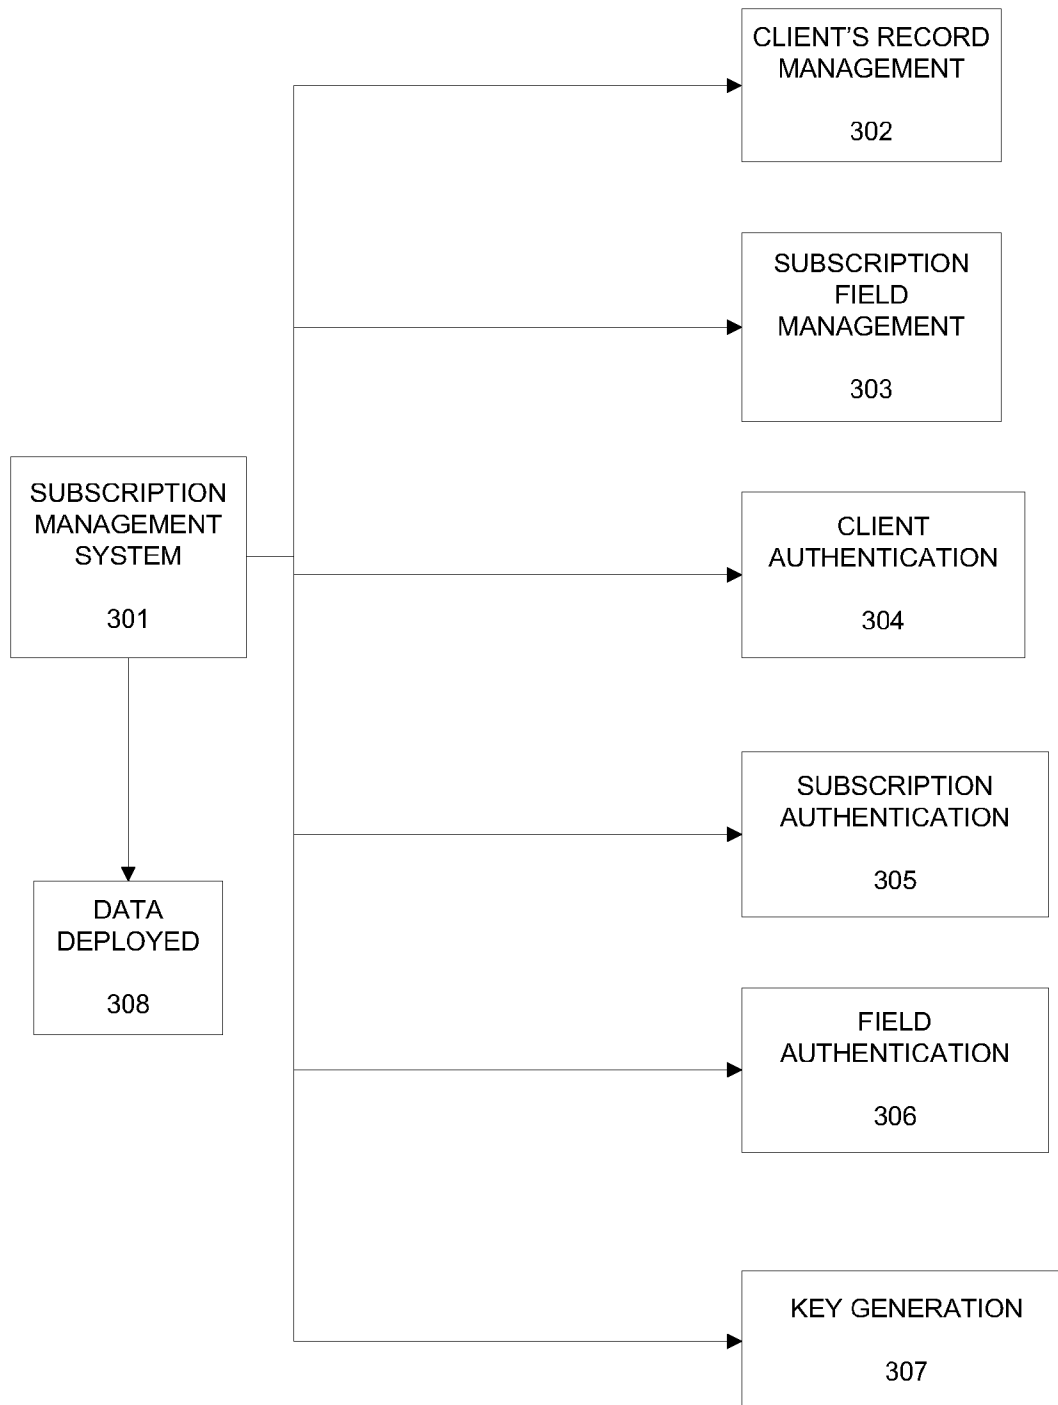 CLIENT'S RECORD
MANAGEMENT
302
SUBSCRIPTION
FIELD
MANAGEMENT
303
SUBSCRIPTION
MANAGEMENT
SYSTEM
301
CLIENT
AUTHENTICATION
304
SUBSCRIPTION
AUTHENTICATION
305
DATA
DEPLOYED
308
FIELD
AUTHENTICATION
306
KEY GENERATION
307